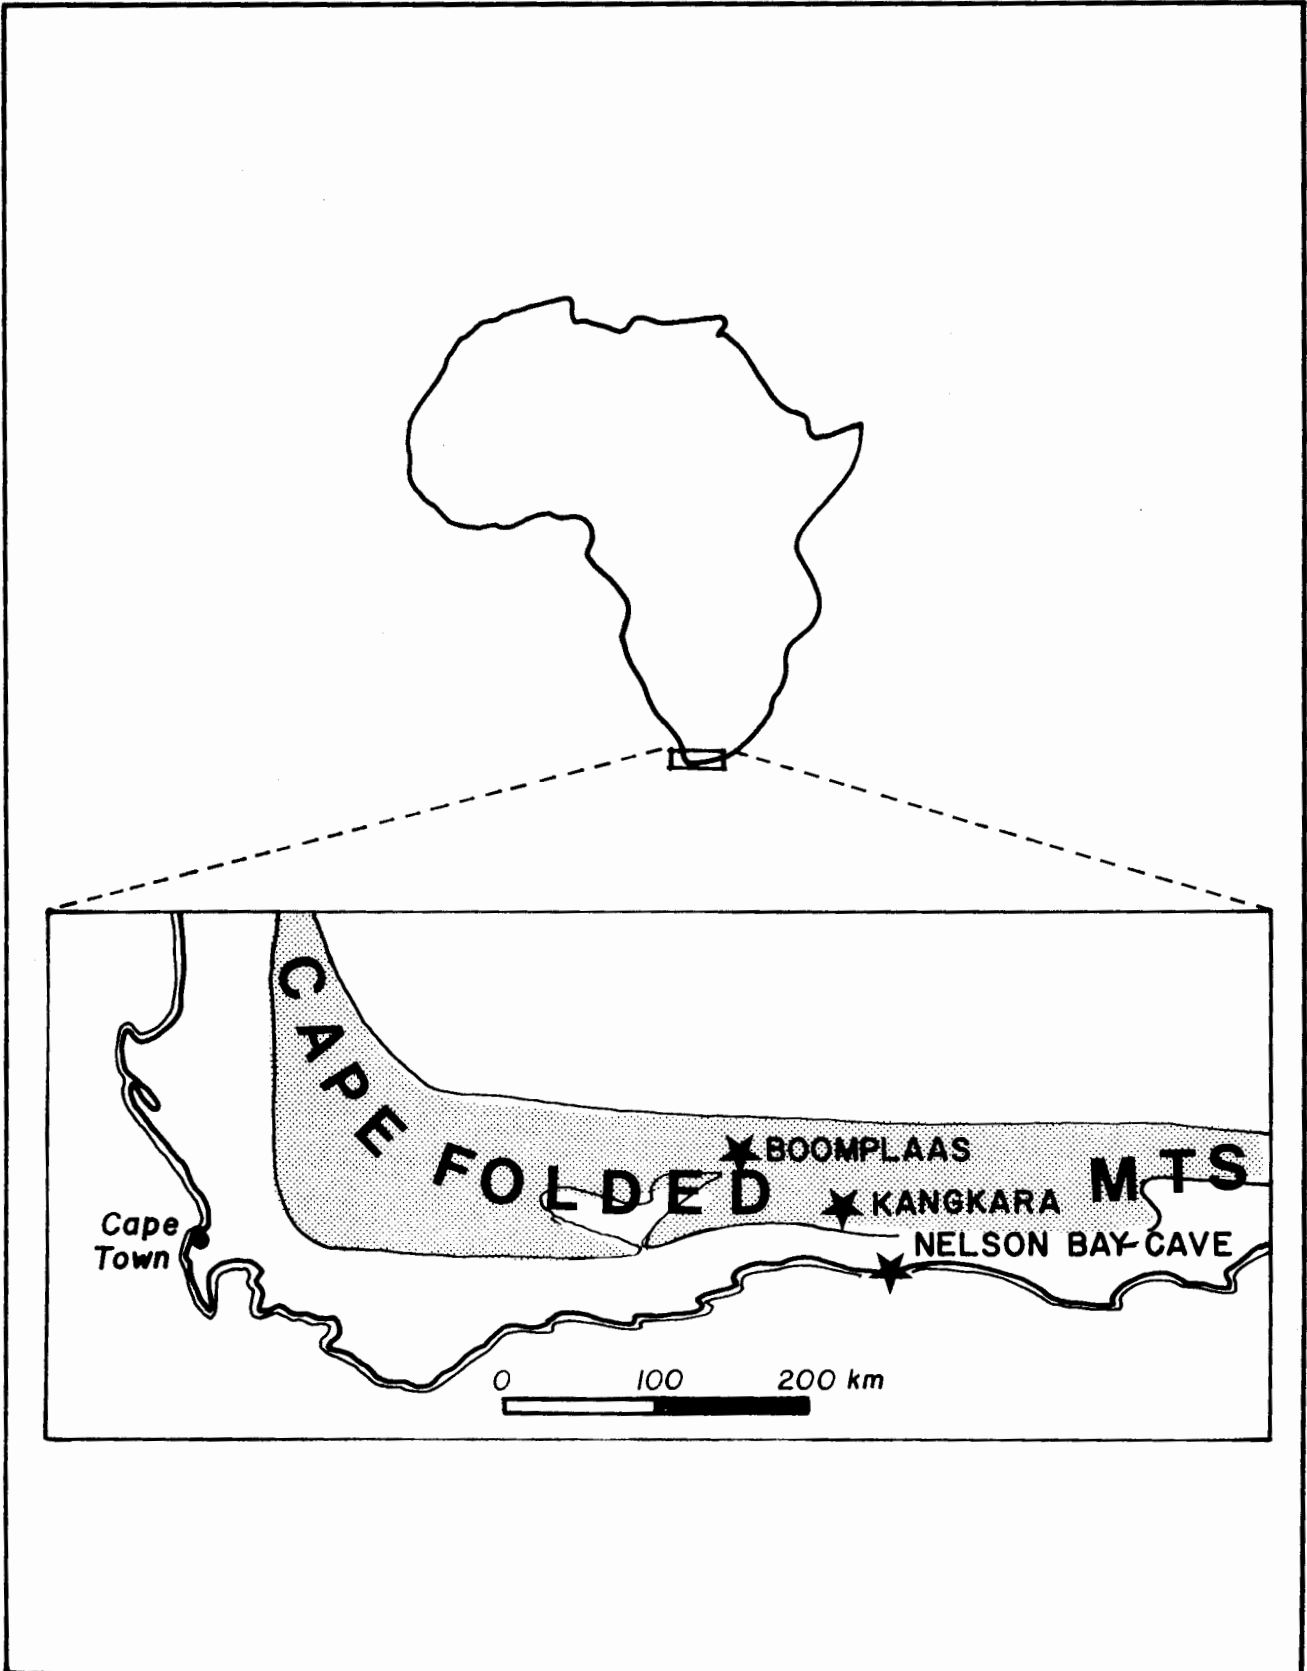 CAPE FOLDED MTS
BOOMPLAAS
KANGKARA
NELSON BAY CAVE
Cape
Town
0 100 200 km